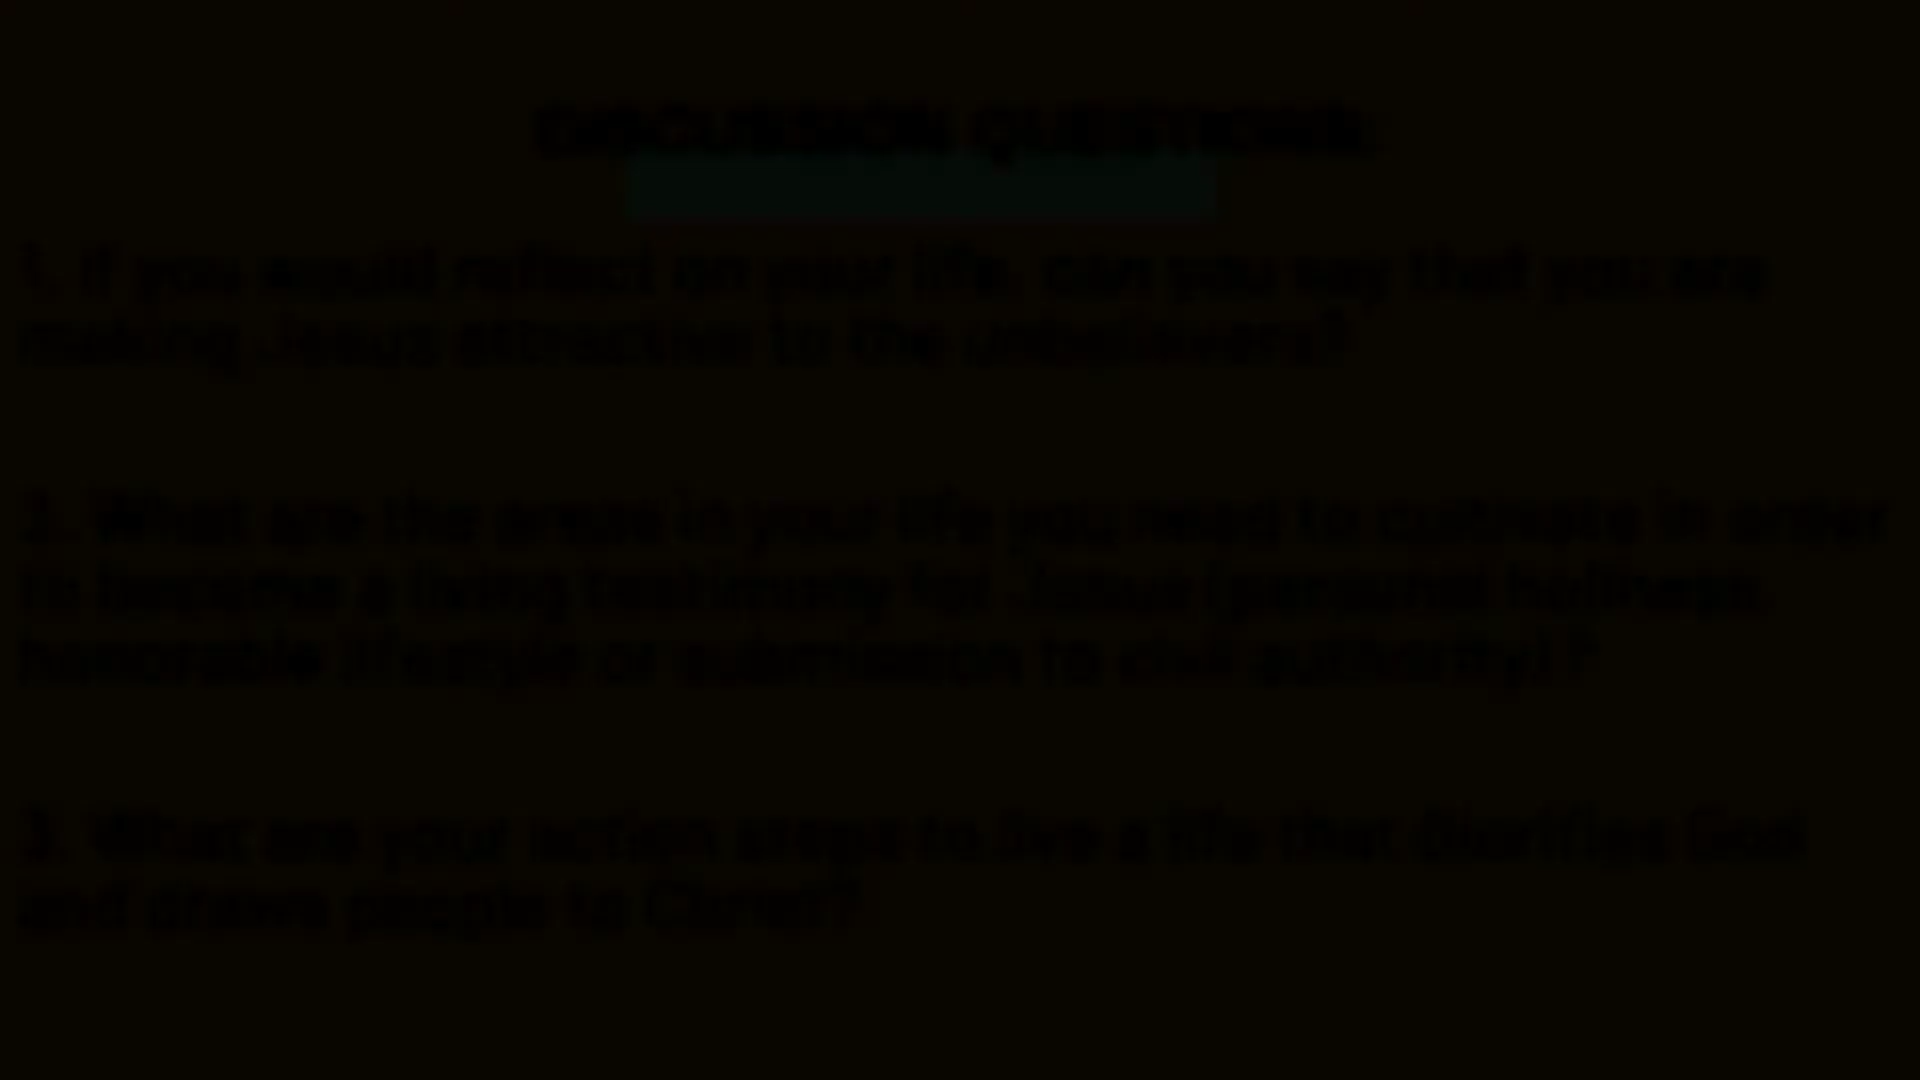 DISCUSSION QUESTIONS
1. If you would reflect on your life, can you say that you are
making Jesus attractive to the unbelievers?
2. What are the areas in your life you need to cultivate in order
to become a living testimony for Jesus (personal holiness,
honorable lifestyle or submission to civil authority)?
3. What are your action steps to live a life that glorifies God
and draws people to Christ?